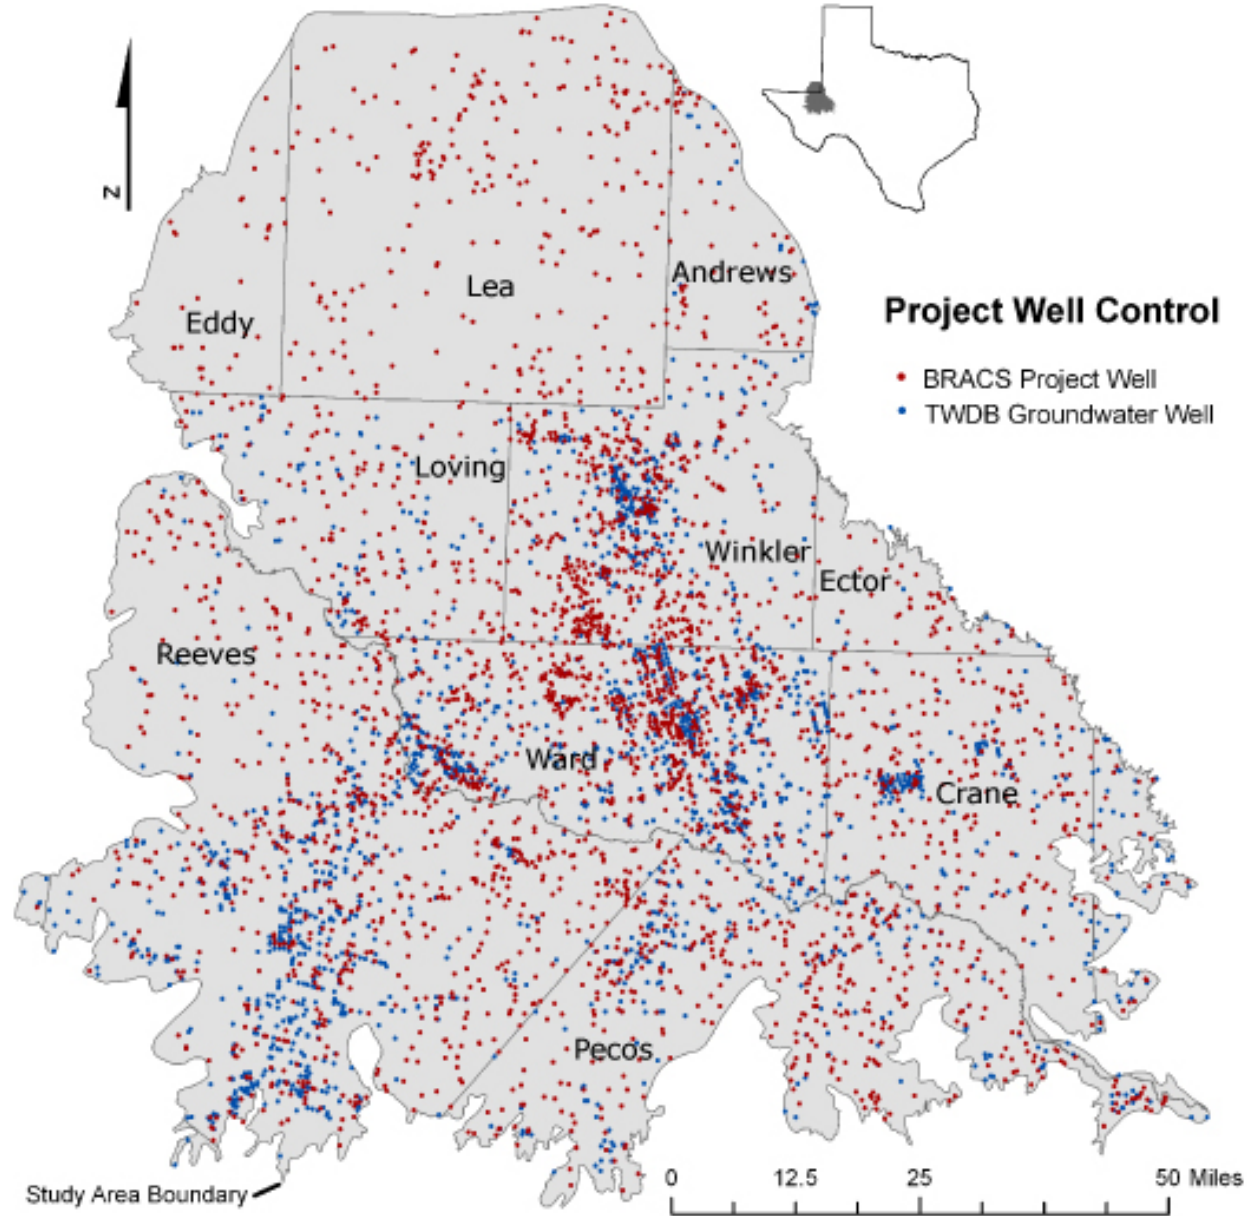 Lea
Andrews
Eddy
Project Well Control
BRACS Project Well
TWDB Groundwater Well
N
Loving
Winkler
Ector
Reeves
Ward
Crane
Pecos
Study Area Boundary
0 12.5 25 50 Miles